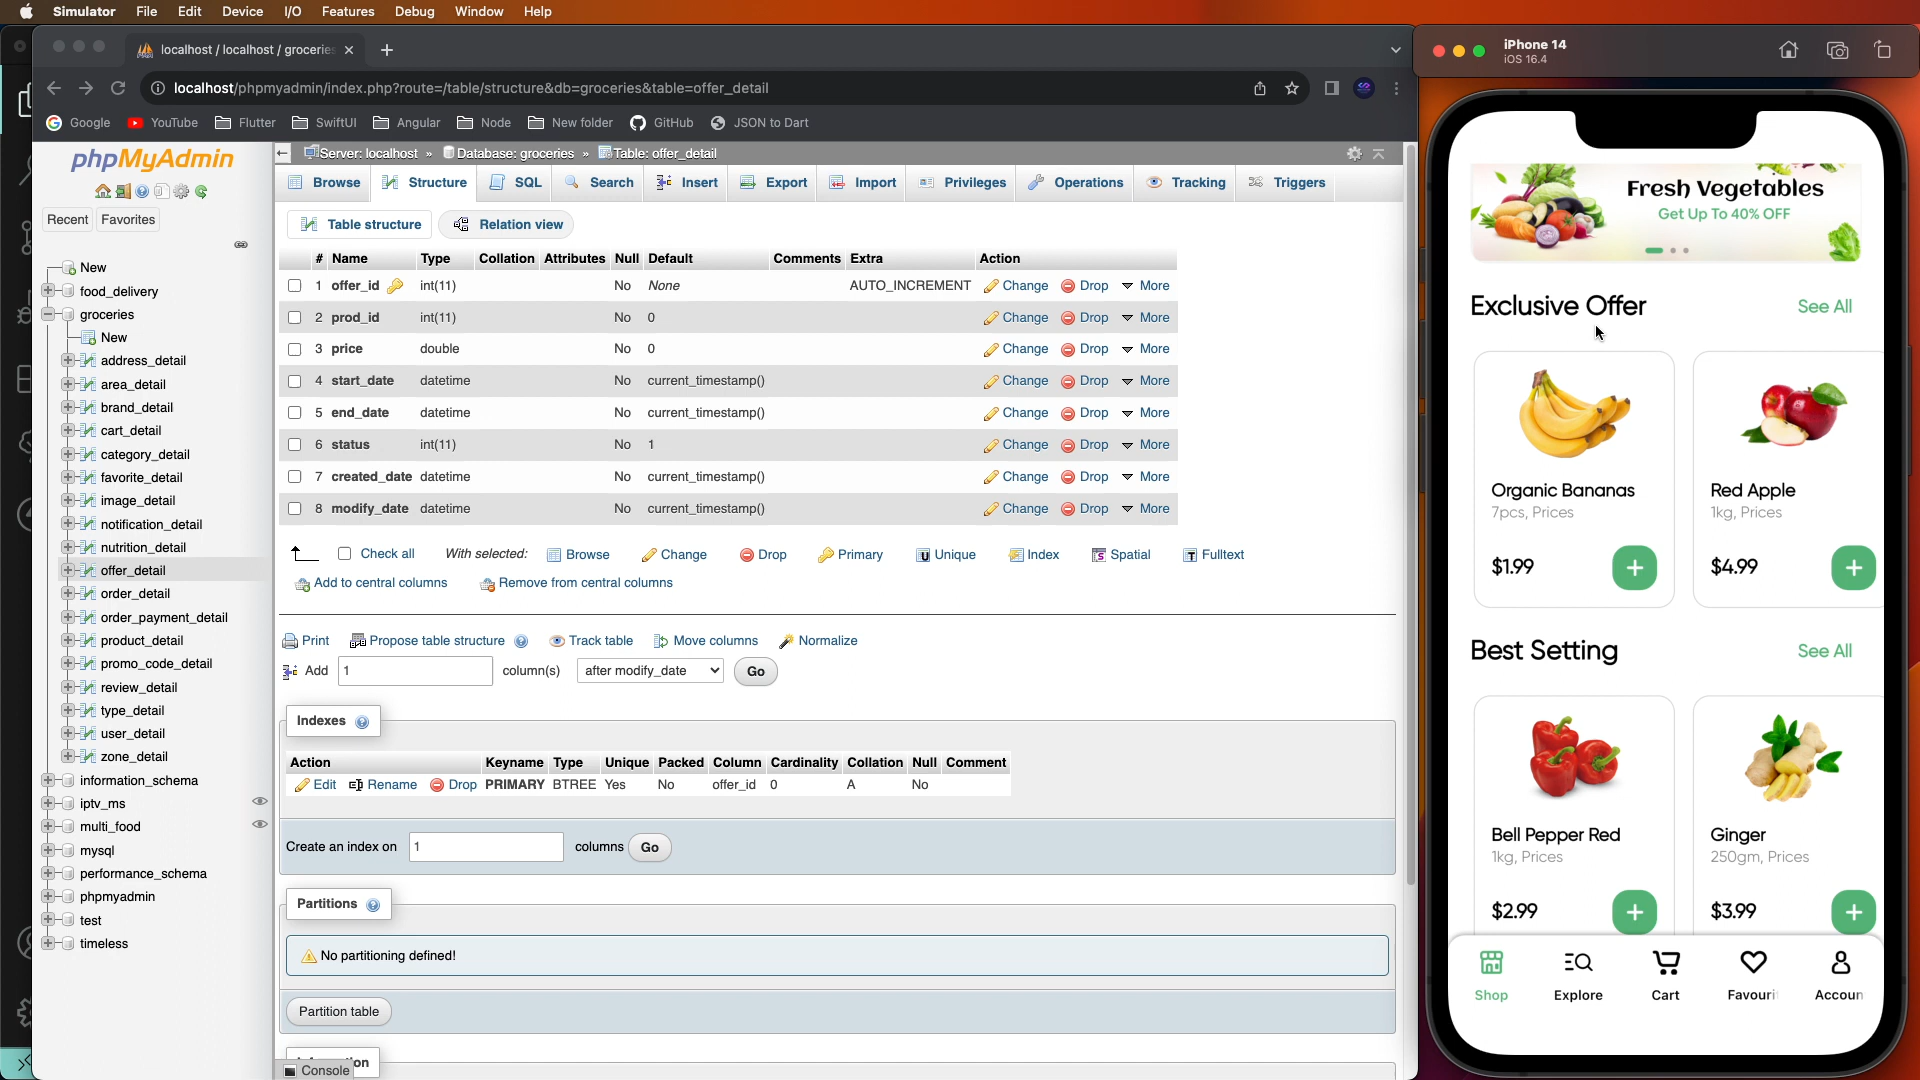 Simulator File Edit Device I/O Features Debug Window Help
localhost / localhost / groceries
localhost/phpmyadmin/index.php?route=/table/structure&db=groceries&table=offer_detail
Google YouTube Flutter SwiftUI Angular Node New folder GitHub JSON to Dart
phpMyAdmin
Recent Favorites
New
food_delivery
groceries
New
address_detail
area_detail
brand_detail
cart_detail
category_detail
favorite_detail
image_detail
notification_detail
nutrition_detail
offer_detail
order_detail
order_payment_detail
product_detail
promo_code_detail
review_detail
type_detail
user_detail
zone_detail
information_schema
iptv_ms
multi_food
mysql
performance_schema
phpmyadmin
test
timeless
Server: localhost » Database: groceries » Table: offer_detail
Browse Structure SQL Search Insert Export Import Privileges Operations Tracking Triggers
Table structure Relation view
# Name Type Collation Attributes Null Default Comments Extra Action
1 offer_id int(11) No None AUTO_INCREMENT Change Drop More
2 prod_id int(11) No 0 Change Drop More
3 price double No 0 Change Drop More
4 start_date datetime No current_timestamp() Change Drop More
5 end_date datetime No current_timestamp() Change Drop More
6 status int(11) No 1 Change Drop More
7 created_date datetime No current_timestamp() Change Drop More
8 modify_date datetime No current_timestamp() Change Drop More
Check all With selected: Browse Change Drop Primary Unique Index Spatial Fulltext
Add to central columns Remove from central columns
Print Propose table structure Track table Move columns Normalize
Add 1 column(s) after modify_date Go
Indexes
Action Keyname Type Unique Packed Column Cardinality Collation Null Comment
Edit Rename Drop PRIMARY BTREE Yes No offer_id 0 A No
Create an index on 1 columns Go
Partitions
No partitioning defined!
Partition table
Console
iPhone 14
iOS 16.4
Fresh Vegetables
Get Up To 40% OFF
Exclusive Offer See All
Organic Bananas
7pcs, Prices
$1.99
Red Apple
1kg, Prices
$4.99
Best Setting See All
Bell Pepper Red
1kg, Prices
$2.99
Ginger
250gm, Prices
$3.99
Shop Explore Cart Favouri Accoun